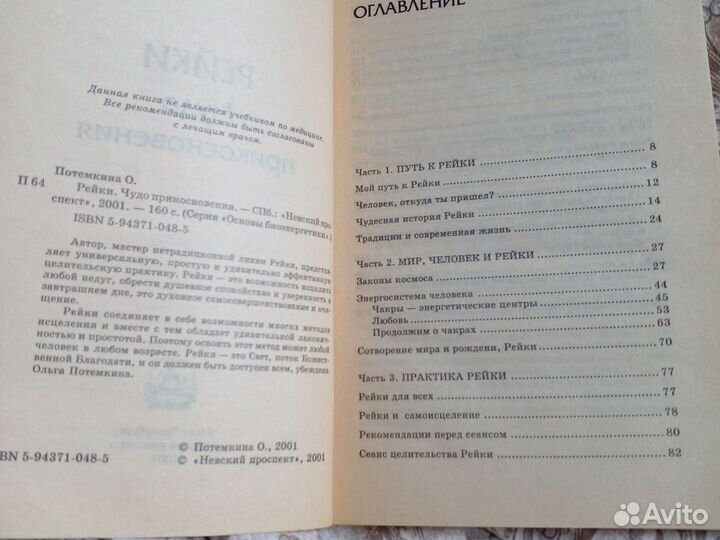 РЕЙКИ
ПРИКОСНОВЕНИЯ
Данная книга не является учебником по медицине.
Все рекомендации должны быть согласованы
с лечащим врачом.
Потемкина О.
П 64
Рейки. Чудо прикосновения. — СПб.: «Невский про-
спект», 2001. — 160 с. (Серия «Основы биоэнергетики».)
ISBN 5-94371-048-5
Автор, мастер нетрадиционной линии Рейки, представ-
ляет универсальную, простую и удивительно эффективную
целительскую практику. Рейки — это возможность исцелять
любой недуг, обрести душевное спокойствие и уверенность в
завтрашнем дне, это духовное самосовершенствование и очи-
щение.
Рейки соединяет в себе возможности многих методов
исцеления и вместе с тем обладает удивительной лаконич-
ностью и простотой. Поэтому освоить этот метод может любой
человек в любом возрасте. Рейки — это Свет, поток Божест-
венной Благодати, и он должен быть доступен всем, убеждена
Ольга Потемкина.
© Потемкина О., 2001
BN 5-94371-048-5
© «Невский проспект», 2001
ОГЛАВЛЕНИЕ
Часть 1. ПУТЬ К РЕЙКИ 8
Мой путь к Рейки 8
Человек, откуда ты пришел? 12
Чудесная история Рейки 14
Традиции и современная жизнь 24
Часть 2. МИР, ЧЕЛОВЕК И РЕЙКИ 27
Законы космоса 27
Энергосистема человека 44
Чакры — энергетические центры 45
Любовь 53
Продолжим о чакрах 63
Сотворение мира и рождени, Рейки 70
Часть 3. ПРАКТИКА РЕЙКИ 77
Рейки для всех 77
Рейки и самоисцеление 78
Рекомендации перед сеансом 80
Сеанс целительства Рейки 82
Avito